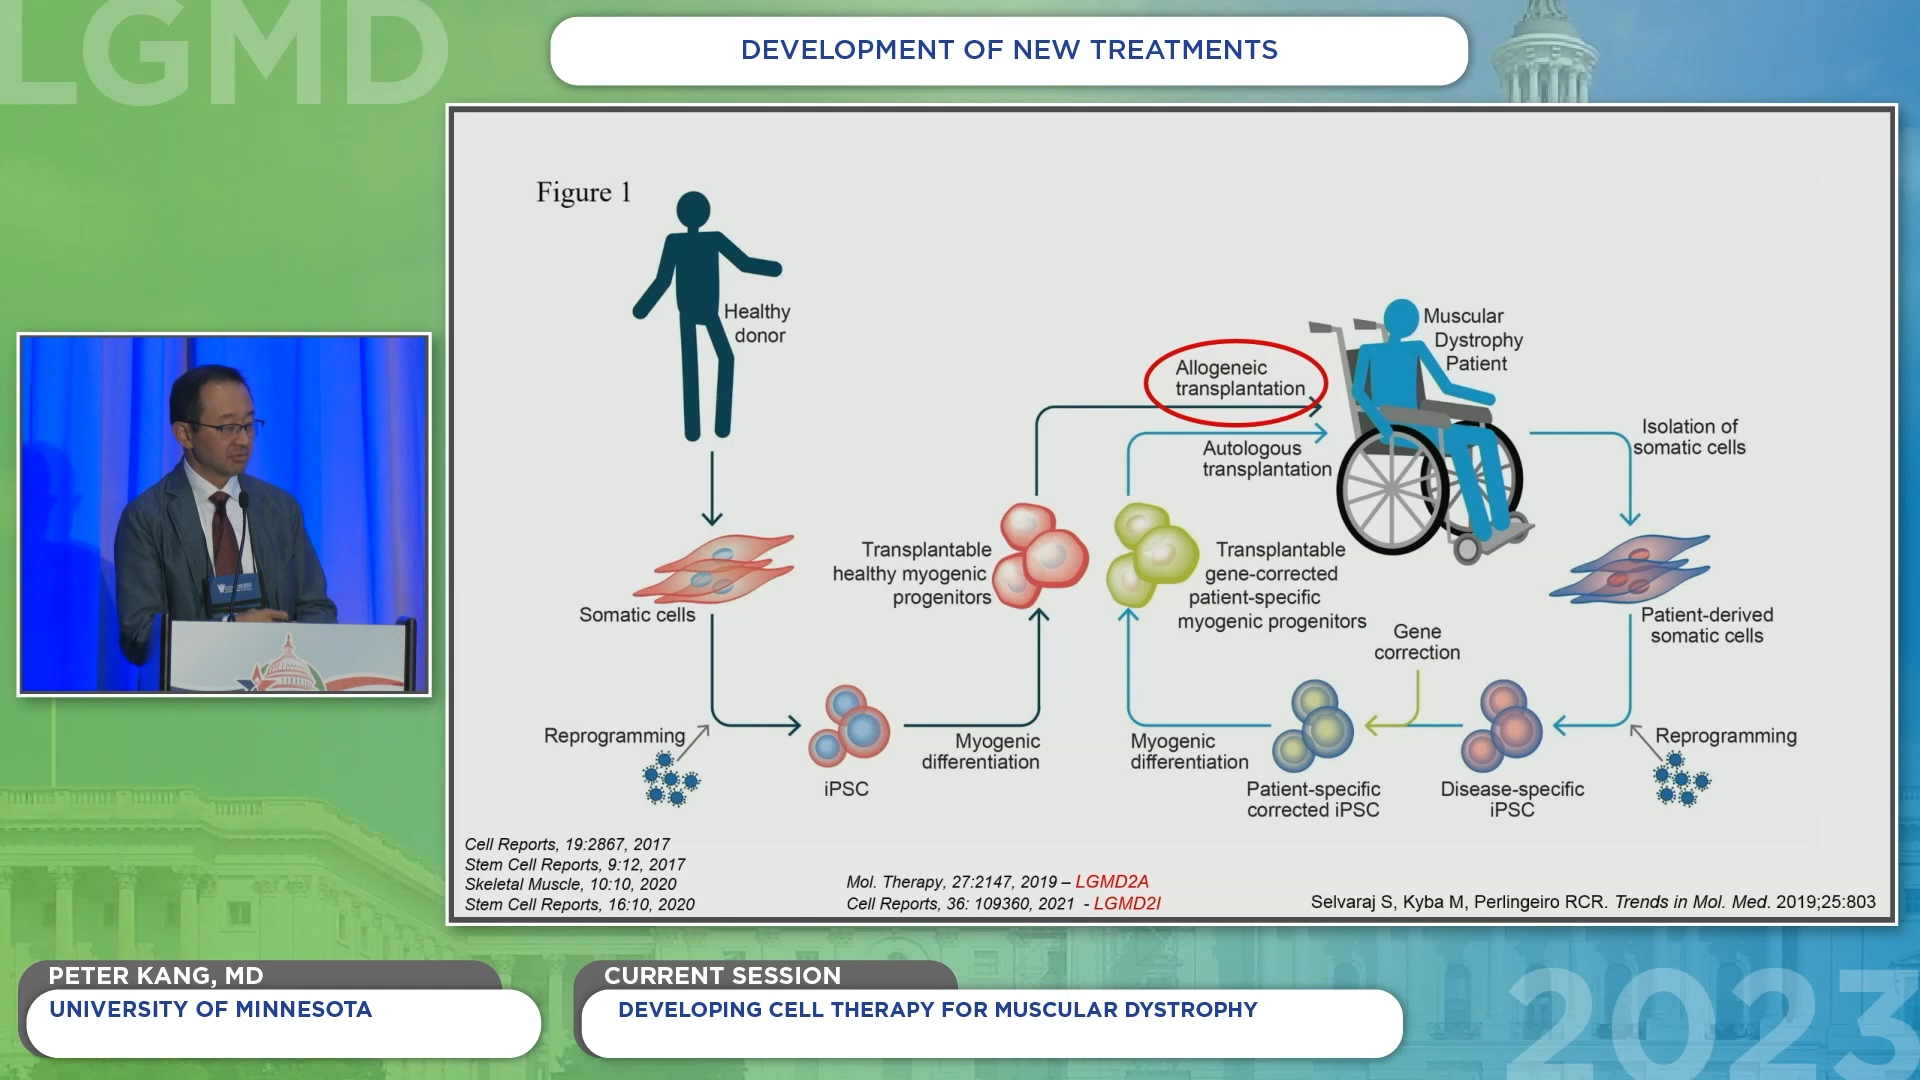 LGMD
DEVELOPMENT OF NEW TREATMENTS
Figure 1
Healthy
donor
Muscular
Dystrophy
Patient
Allogeneic
transplantation
Autologous
transplantation
Isolation of
somatic cells
Transplantable
healthy myogenic
progenitors
Transplantable
gene-corrected
patient-specific
myogenic progenitors
Somatic cells
Patient-derived
somatic cells
Gene
correction
Reprogramming
iPSC
Myogenic
differentiation
Myogenic
differentiation
Patient-specific
corrected iPSC
Disease-specific
iPSC
Reprogramming
Cell Reports, 19:2867, 2017
Stem Cell Reports, 9:12, 2017
Skeletal Muscle, 10:10, 2020
Stem Cell Reports, 16:10, 2020
Mol. Therapy, 27:2147, 2019 – LGMD2A
Cell Reports, 36: 109360, 2021 - LGMD2I
Selvaraj S, Kyba M, Perlingeiro RCR. Trends in Mol. Med. 2019;25:803
PETER KANG, MD
UNIVERSITY OF MINNESOTA
CURRENT SESSION
DEVELOPING CELL THERAPY FOR MUSCULAR DYSTROPHY
2023